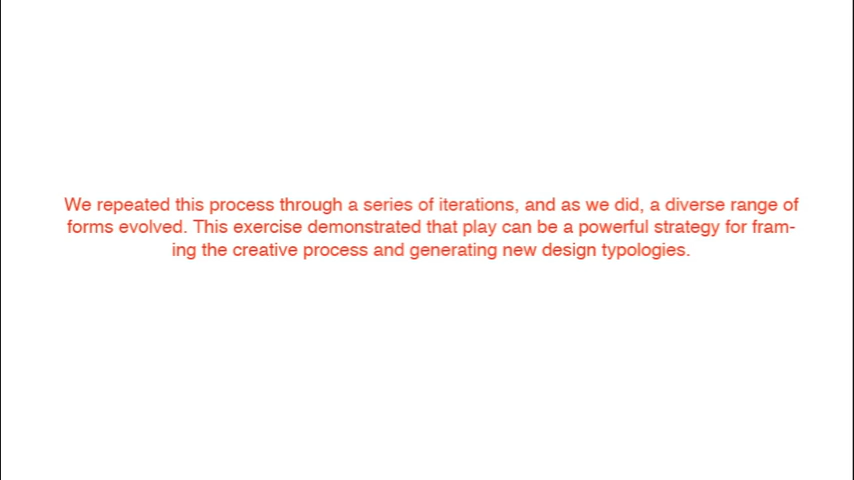 We repeated this process through a series of iterations, and as we did, a diverse range of
forms evolved. This exercise demonstrated that play can be a powerful strategy for fram-
ing the creative process and generating new design typologies.